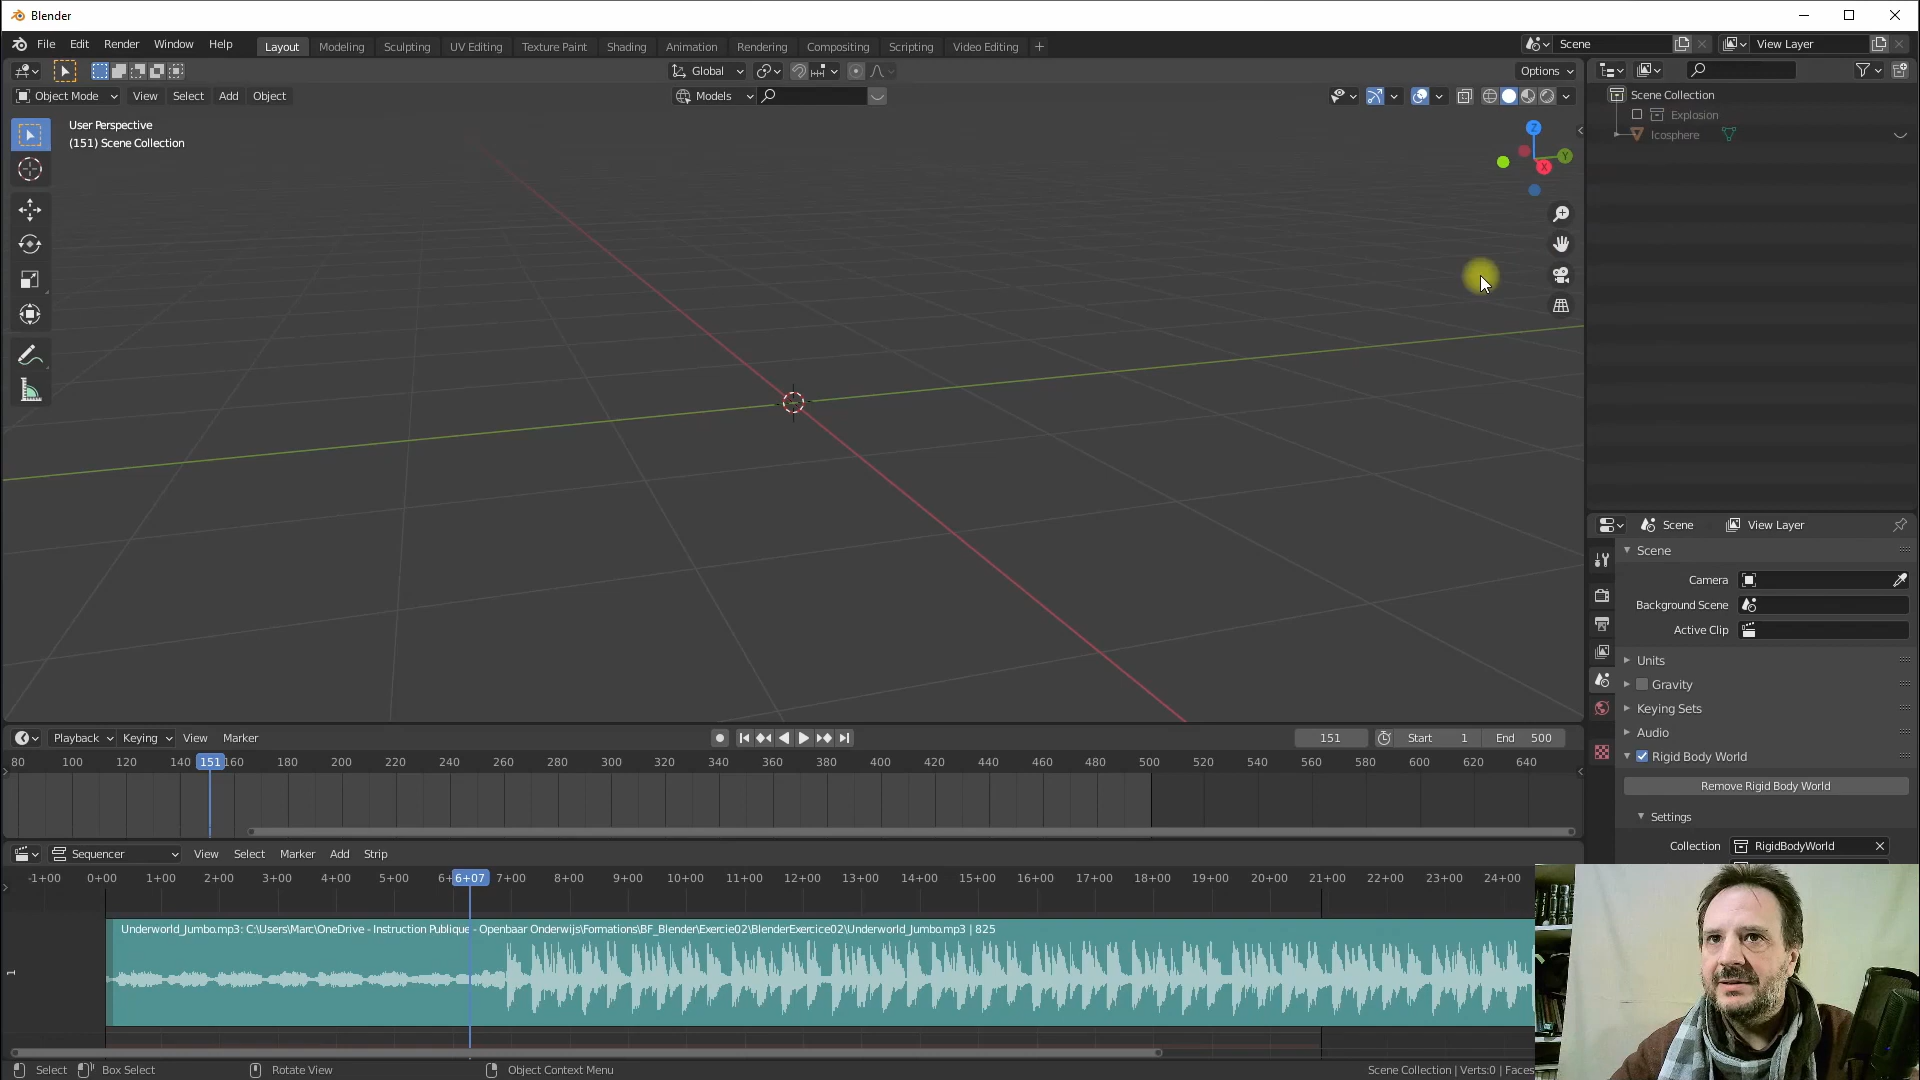 Blender
File Edit Render Window Help
Layout Modeling Sculpting UV Editing Texture Paint Shading Animation Rendering Compositing Scripting Video Editing +
Scene
View Layer
Global
Options
Object Mode View Select Add Object
Models
User Perspective
(151) Scene Collection
Z
Y
X
Scene Collection
Explosion
Icosphere
Scene View Layer
Scene
Camera
Background Scene
Active Clip
Units
Gravity
Keying Sets
Audio
Rigid Body World
Remove Rigid Body World
Settings
Collection RigidBodyWorld
Playback Keying View Marker
151 Start 1 End 500
80 100 120 140 151 160 180 200 220 240 260 280 300 320 340 360 380 400 420 440 460 480 500 520 540 560 580 600 620 640
Sequencer View Select Marker Add Strip
-1+00 0+00 1+00 2+00 3+00 4+00 5+00 6+07 7+00 8+00 9+00 10+00 11+00 12+00 13+00 14+00 15+00 16+00 17+00 18+00 19+00 20+00 21+00 22+00 23+00 24+00
Underworld_Jumbo.mp3: C:\Users\Marc\OneDrive - Instruction Publique - Openbaar Onderwijs\Formations\BF_Blender\Exercie02\BlenderExercice02\Underworld_Jumbo.mp3 | 825
1
Select Box Select Rotate View Object Context Menu
Scene Collection | Verts:0 | Faces